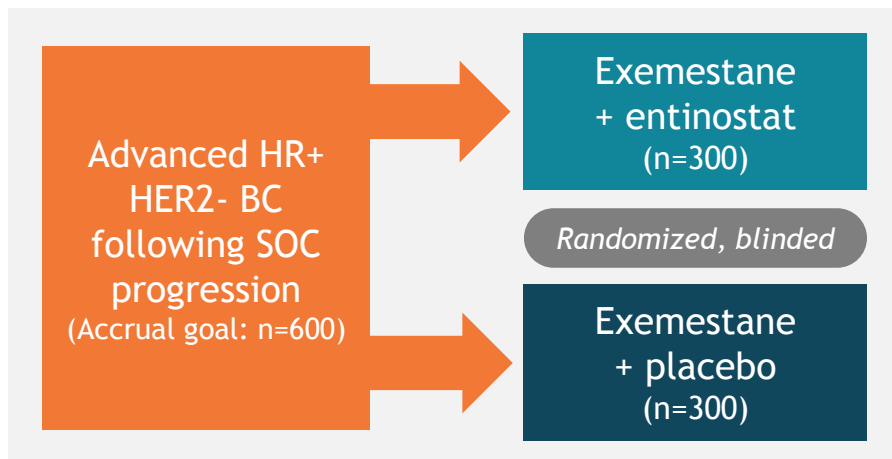 Advanced HR+
HER2- BC
following SOC
progression
(Accrual goal: n=600)
Exemestane
+ entinostat
(n=300)
Randomized, blinded
Exemestane
+ placebo
(n=300)